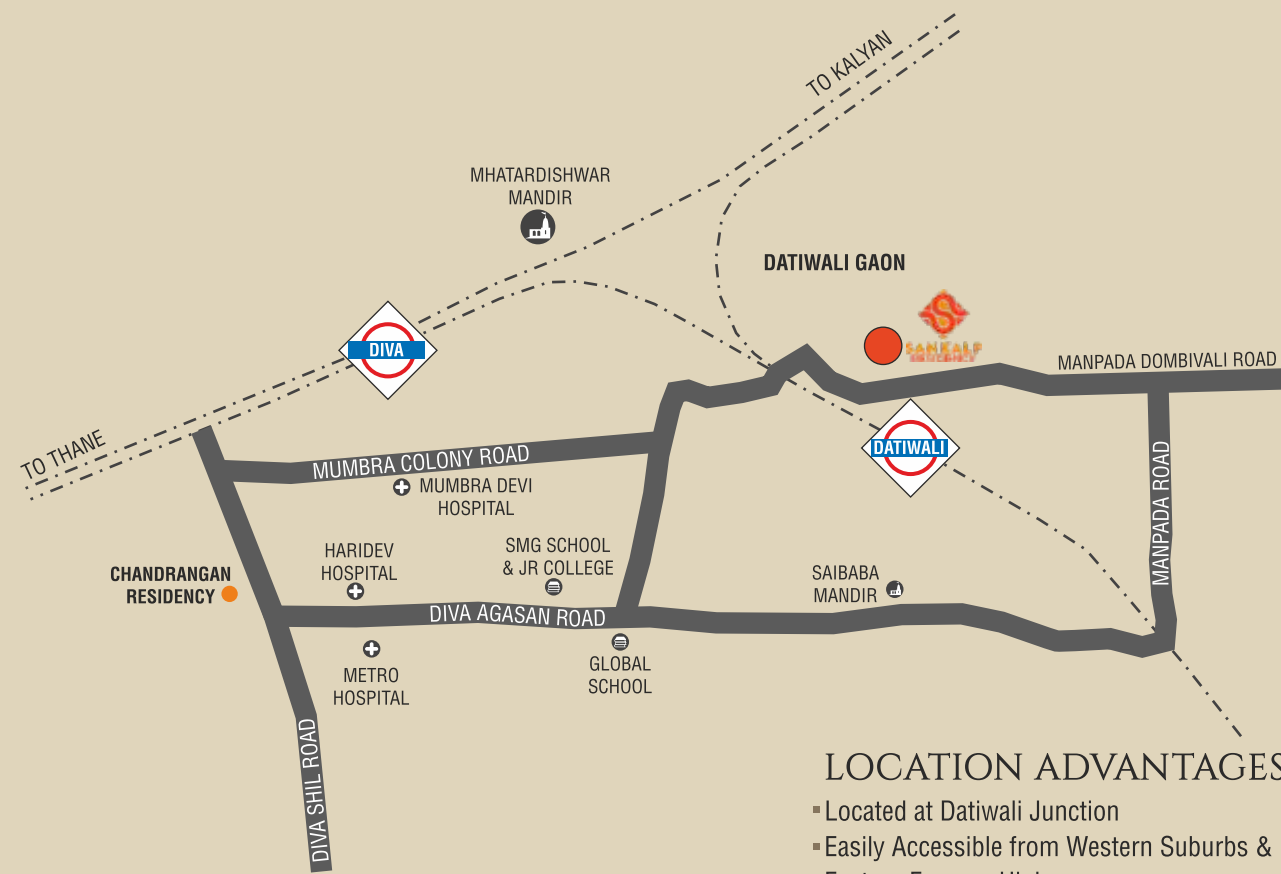 TO KALYAN
MHATARDISHWAR
MANDIR
DATIWALI GAON
SANKALP
MANPADA DOMBIVALI ROAD
DIVA
DATIWALI
TO THANE
MUMBRA COLONY ROAD
MUMBRA DEVI
HOSPITAL
MANPADA ROAD
HARIDEV
HOSPITAL
SMG SCHOOL
& JR COLLEGE
CHANDRANGAN
RESIDENCY
SAIBABA
MANDIR
DIVA AGASAN ROAD
METRO
HOSPITAL
GLOBAL
SCHOOL
DIVA SHIL ROAD
LOCATION ADVANTAGES
Located at Datiwali Junction
Easily Accessible from Western Suburbs &